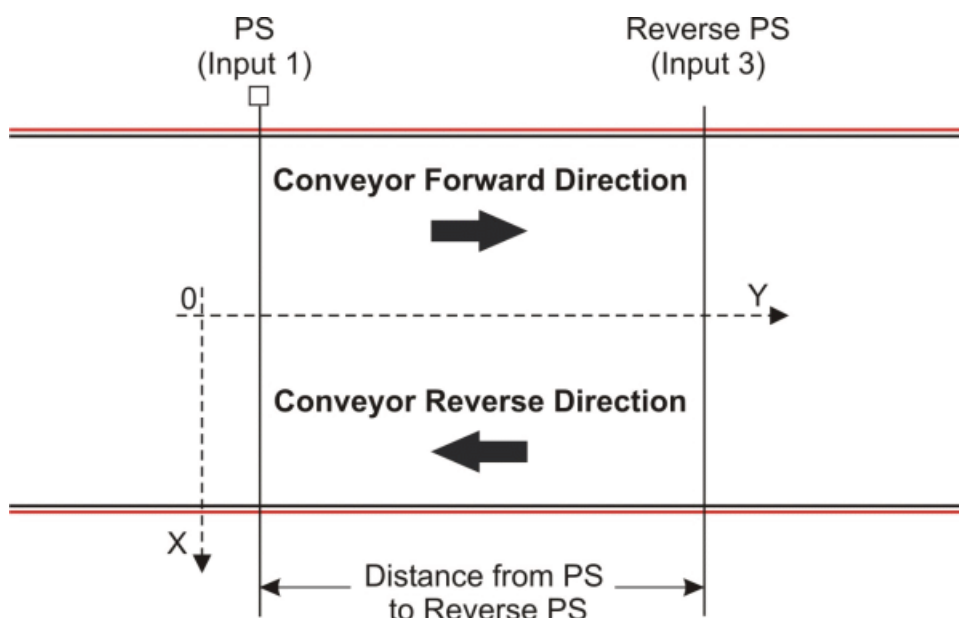 PS
(Input 1)
Reverse PS
(Input 3)
Conveyor Forward Direction
0
Y
Conveyor Reverse Direction
X
Distance from PS
to Reverse PS